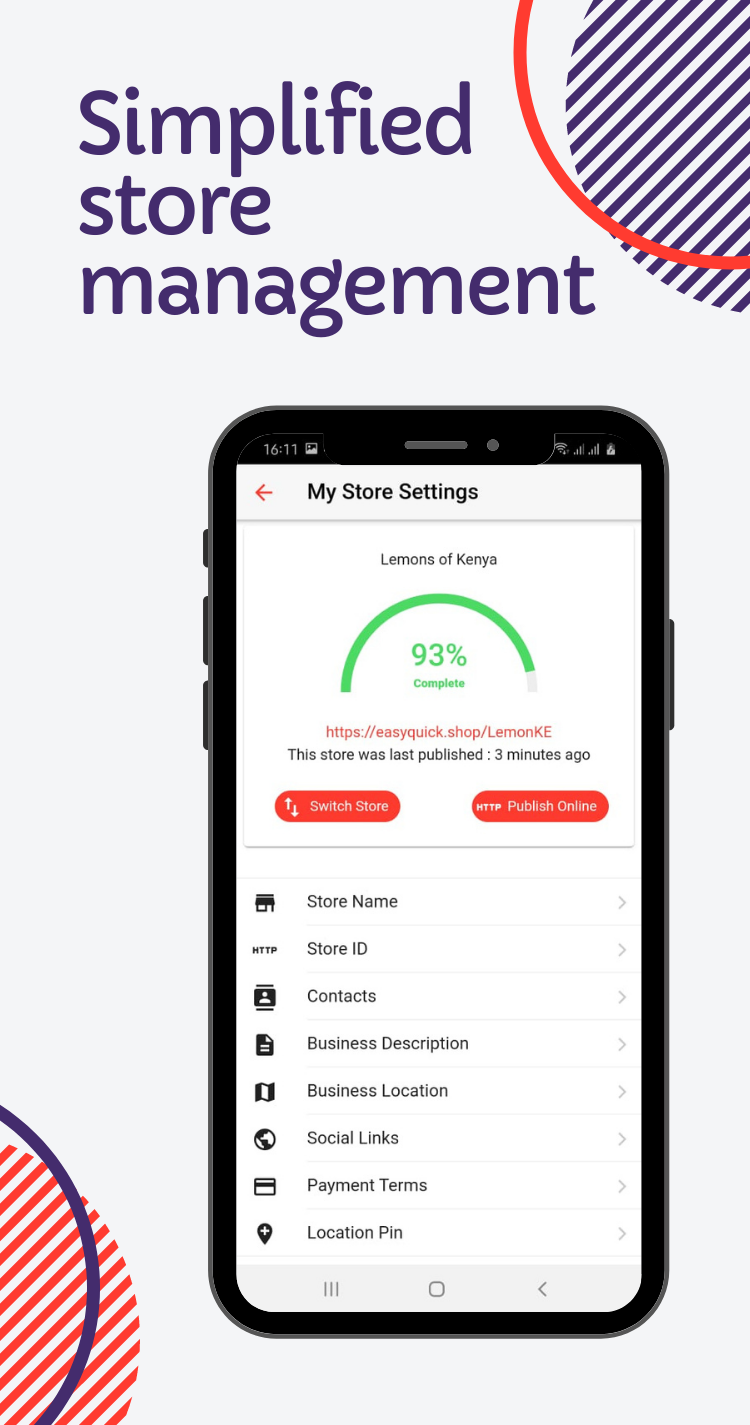 Simplified
store
management
16:11
My Store Settings
Lemons of Kenya
93%
Complete
https://easyquick.shop/LemonKE
This store was last published : 3 minutes ago
Switch Store
HTTP Publish Online
Store Name
HTTP Store ID
Contacts
Business Description
Business Location
Social Links
Payment Terms
Location Pin